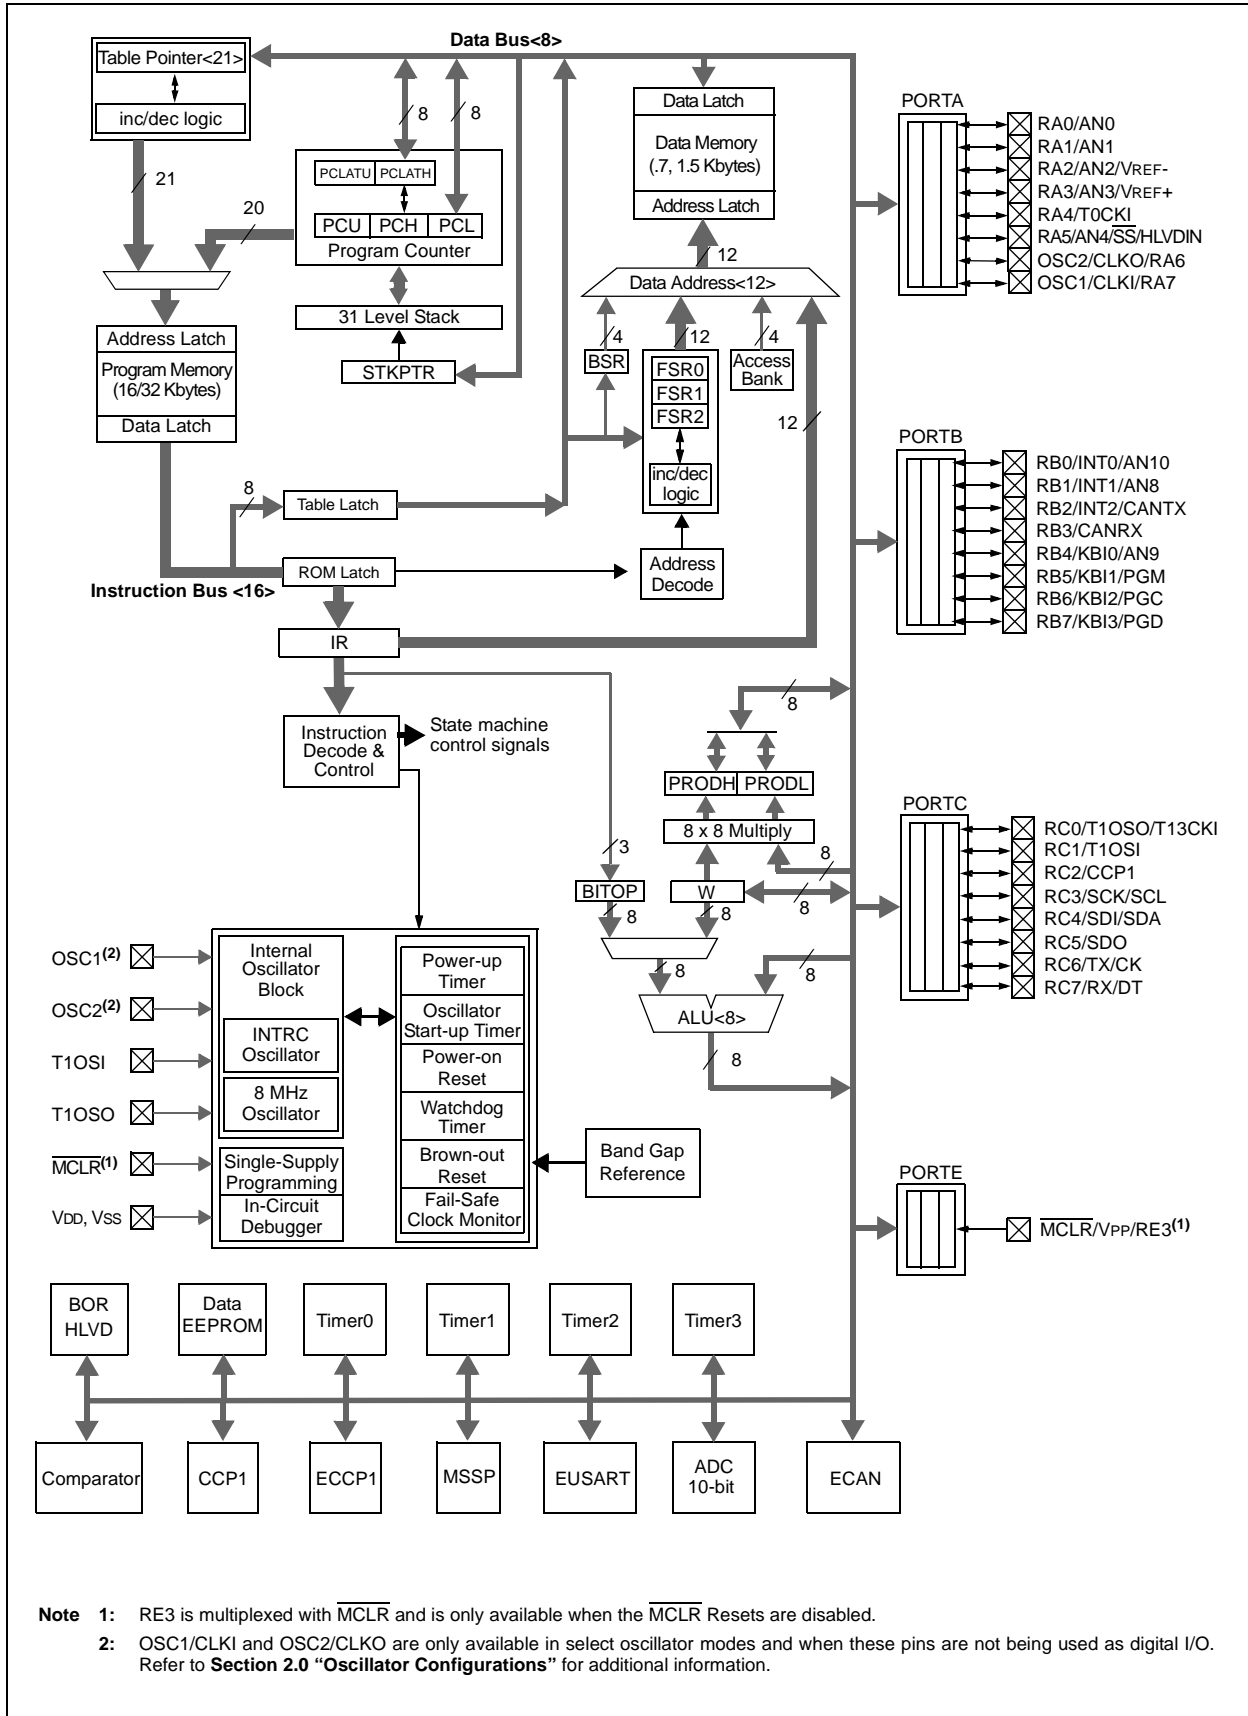 Data Bus<8>
Table Pointer<21>
inc/dec logic
21
20
8
8
PCLATU
PCLATH
PCU
PCH
PCL
Program Counter
31 Level Stack
STKPTR
Address Latch
Program Memory
(16/32 Kbytes)
Data Latch
8
Table Latch
ROM Latch
Instruction Bus <16>
IR
Instruction
Decode &
Control
State machine
control signals
Data Latch
Data Memory
(.7, 1.5 Kbytes)
Address Latch
12
Data Address<12>
4
12
4
BSR
FSR0
FSR1
FSR2
inc/dec
logic
Access
Bank
12
Address
Decode
8
PRODH
PRODL
8 x 8 Multiply
3
8
BITOP
W
8
8
8
8
8
ALU<8>
8
PORTA
RA0/AN0
RA1/AN1
RA2/AN2/VREF-
RA3/AN3/VREF+
RA4/T0CKI
RA5/AN4/SS/HLVDIN
OSC2/CLKO/RA6
OSC1/CLKI/RA7
PORTB
RB0/INT0/AN10
RB1/INT1/AN8
RB2/INT2/CANTX
RB3/CANRX
RB4/KBI0/AN9
RB5/KBI1/PGM
RB6/KBI2/PGC
RB7/KBI3/PGD
PORTC
RC0/T1OSO/T13CKI
RC1/T1OSI
RC2/CCP1
RC3/SCK/SCL
RC4/SDI/SDA
RC5/SDO
RC6/TX/CK
RC7/RX/DT
PORTE
MCLR/VPP/RE3(1)
OSC1(2)
OSC2(2)
T1OSI
T1OSO
MCLR(1)
VDD, VSS
Internal
Oscillator
Block
INTRC
Oscillator
8 MHz
Oscillator
Single-Supply
Programming
In-Circuit
Debugger
Power-up
Timer
Oscillator
Start-up Timer
Power-on
Reset
Watchdog
Timer
Brown-out
Reset
Fail-Safe
Clock Monitor
Band Gap
Reference
BOR
HLVD
Data
EEPROM
Timer0
Timer1
Timer2
Timer3
Comparator
CCP1
ECCP1
MSSP
EUSART
ADC
10-bit
ECAN
Note 1: RE3 is multiplexed with MCLR and is only available when the MCLR Resets are disabled.
2: OSC1/CLKI and OSC2/CLKO are only available in select oscillator modes and when these pins are not being used as digital I/O.
Refer to Section 2.0 “Oscillator Configurations” for additional information.